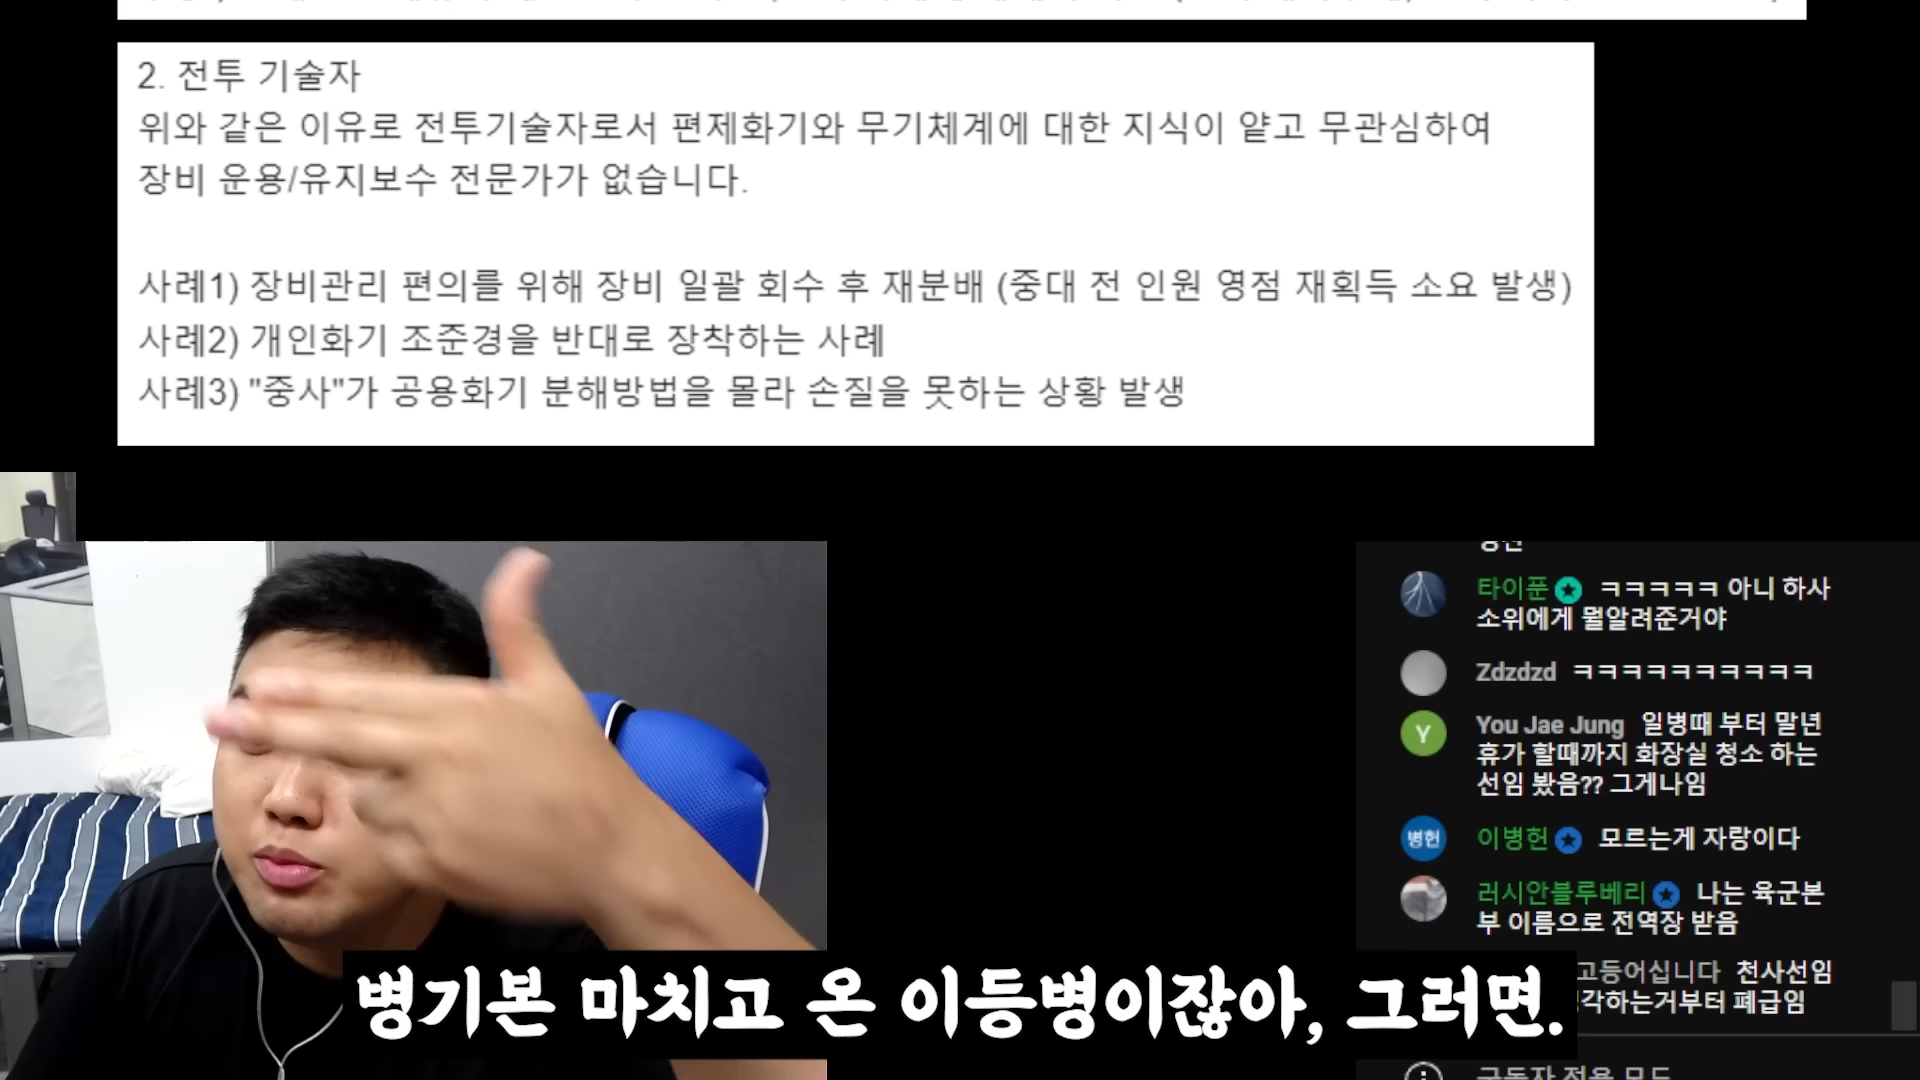 2. 전투 기술자
위와 같은 이유로 전투기술자로서 편제화기와 무기체계에 대한 지식이 얕고 무관심하여
장비 운용/유지보수 전문가가 없습니다.
사례1) 장비관리 편의를 위해 장비 일괄 회수 후 재분배 (중대 전 인원 영점 재획득 소요 발생)
사례2) 개인화기 조준경을 반대로 장착하는 사례
사례3) "중사"가 공용화기 분해방법을 몰라 손질을 못하는 상황 발생
타이푼 ㅋㅋㅋㅋㅋ 아니 하사
소위에게 뭘알려준거야
Zdzdzd ㅋㅋㅋㅋㅋㅋㅋㅋㅋㅋ
Y
You Jae Jung 일병때 부터 말년
휴가 할때까지 화장실 청소 하는
선임 봤음?? 그게나임
병헌
이병헌 모르는게 자랑이다
러시안블루베리 나는 육군본
부 이름으로 전역장 받음
고등어십니다 천사선임
각하는거부터 폐급임
병기본 마치고 온 이등병이잖아, 그러면.